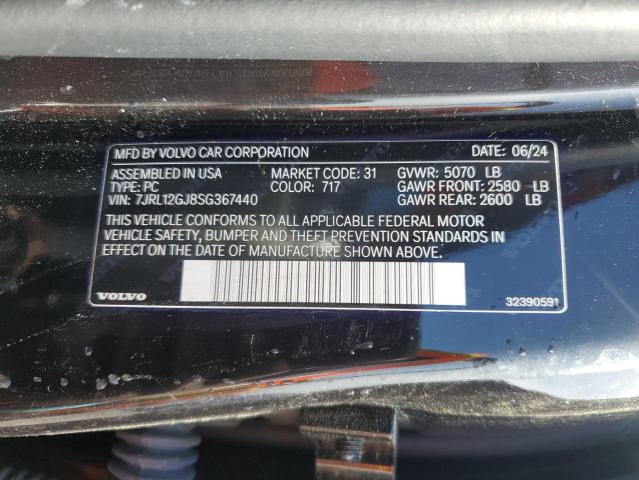 MFD BY VOLVO CAR CORPORATION DATE: 06/24
ASSEMBLED IN USA MARKET CODE: 31 GVWR: 5070 LB
TYPE: PC COLOR: 717 GAWR FRONT: 2580 LB
VIN: 7JRL12GJ8SG367440 GAWR REAR: 2600 LB
THIS VEHICLE CONFORMS TO ALL APPLICABLE FEDERAL MOTOR
VEHICLE SAFETY, BUMPER AND THEFT PREVENTION STANDARDS IN
EFFECT ON THE DATE OF MANUFACTURE SHOWN ABOVE.
VOLVO 32390591